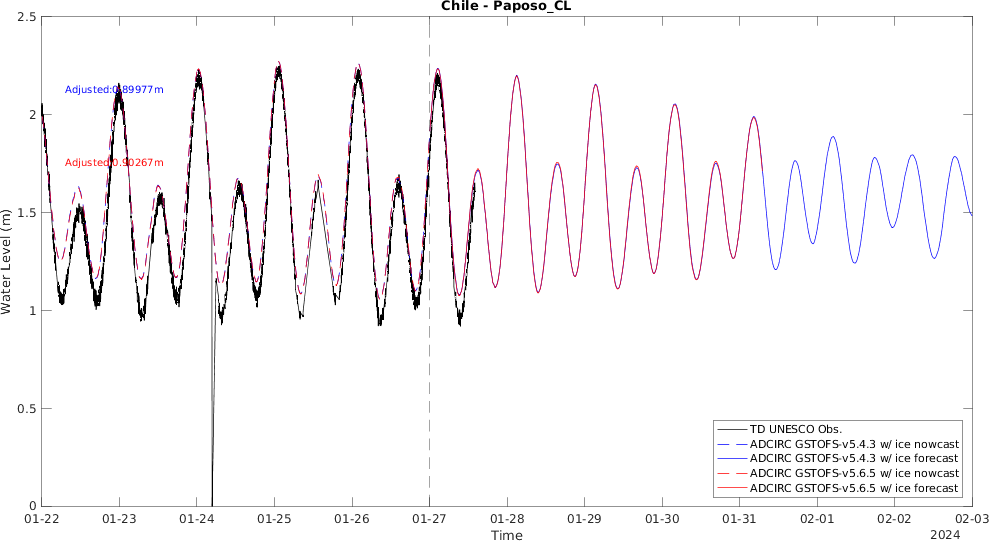 Chile - Paposo_CL
2.5
2
1.5
1
0.5
0
Water Level (m)
Adjusted:0.89977m
Adjusted:0.90267m
TD UNESCO Obs.
ADCIRC GSTOFS-v5.4.3 w/ ice nowcast
ADCIRC GSTOFS-v5.4.3 w/ ice forecast
ADCIRC GSTOFS-v5.6.5 w/ ice nowcast
ADCIRC GSTOFS-v5.6.5 w/ ice forecast
01-22 01-23 01-24 01-25 01-26 01-27 01-28 01-29 01-30 01-31 02-01 02-02 02-03
Time
2024